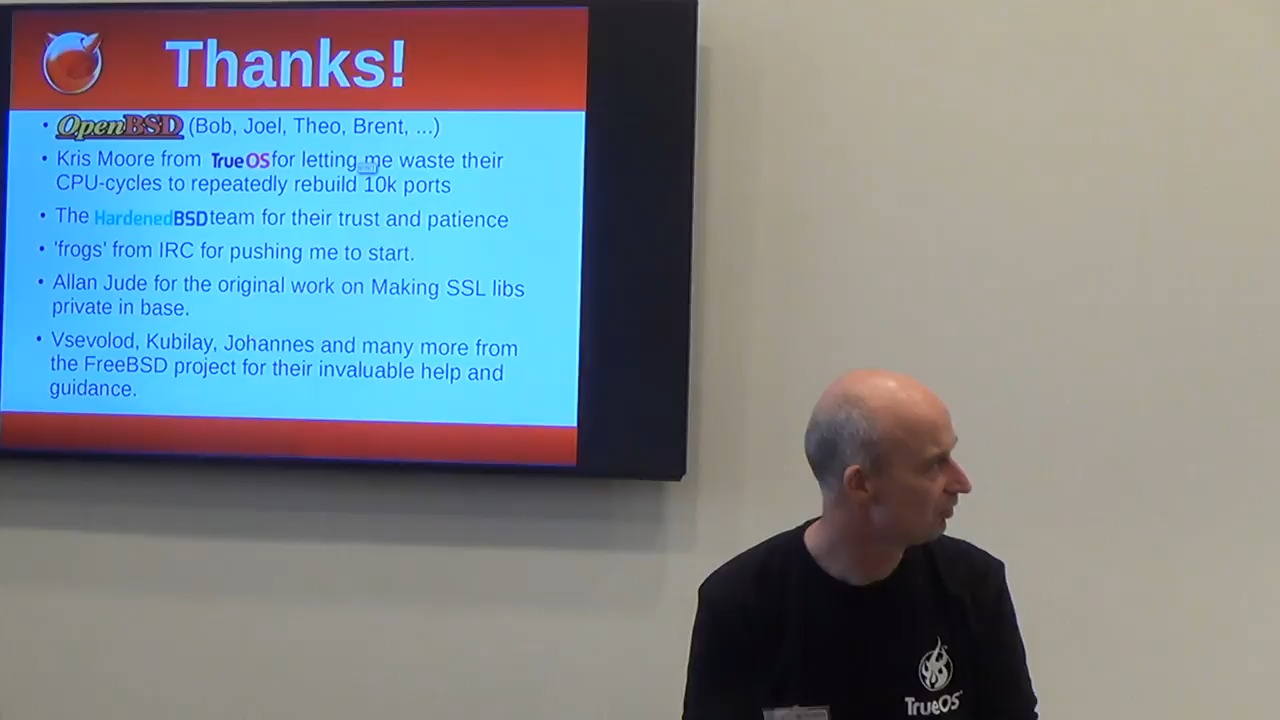 Thanks!
• OpenBSD (Bob, Joel, Theo, Brent, ...)
• Kris Moore from TrueOS for letting me waste their
CPU-cycles to repeatedly rebuild 10k ports
• The HardenedBSD team for their trust and patience
• 'frogs' from IRC for pushing me to start.
• Allan Jude for the original work on Making SSL libs
private in base.
• Vsevolod, Kubilay, Johannes and many more from
the FreeBSD project for their invaluable help and
guidance.
TrueOS